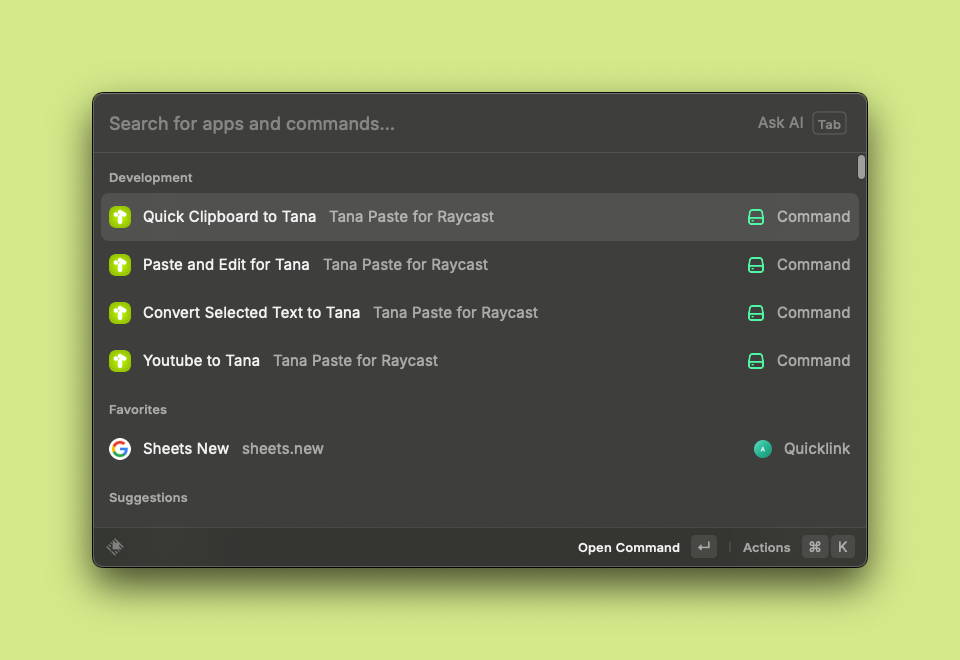 Search for apps and commands...
Ask AI Tab
Development
Quick Clipboard to Tana Tana Paste for Raycast Command
Paste and Edit for Tana Tana Paste for Raycast Command
Convert Selected Text to Tana Tana Paste for Raycast Command
Youtube to Tana Tana Paste for Raycast Command
Favorites
Sheets New sheets.new A Quicklink
Suggestions
Open Command ↵ Actions ⌘ K